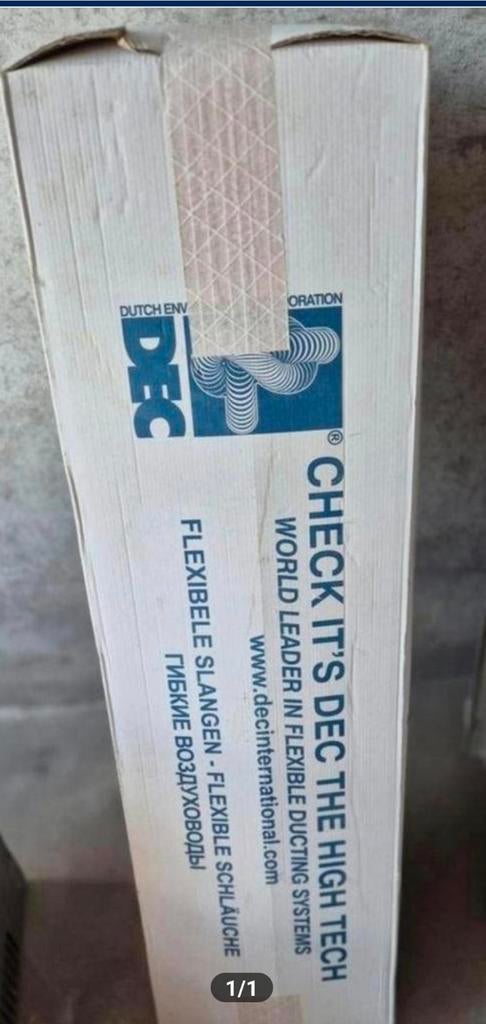 DUTCH ENV ORATION
DEC
®
CHECK IT'S DEC THE HIGH TECH
WORLD LEADER IN FLEXIBLE DUCTING SYSTEMS
www.decinternational.com
FLEXIBELE SLANGEN - FLEXIBLE SCHLÄUCHE
ГИБКИЕ ВОЗДУХОВОДЫ
1/1